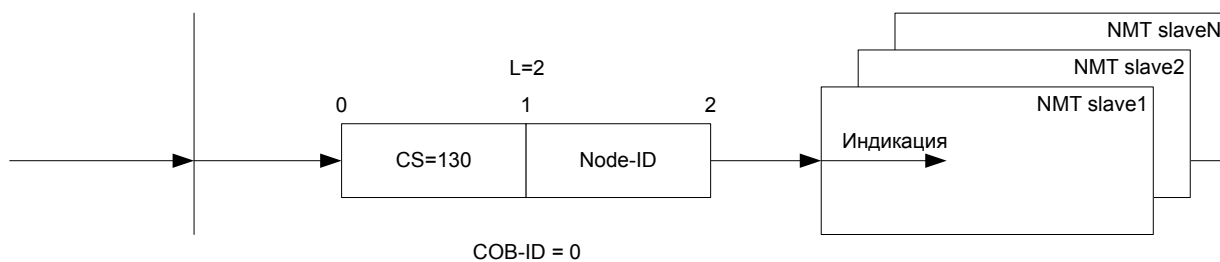 NMT slaveN
NMT slave2
NMT slave1
L=2
0 1 2
CS=130 Node-ID
Индикация
COB-ID = 0